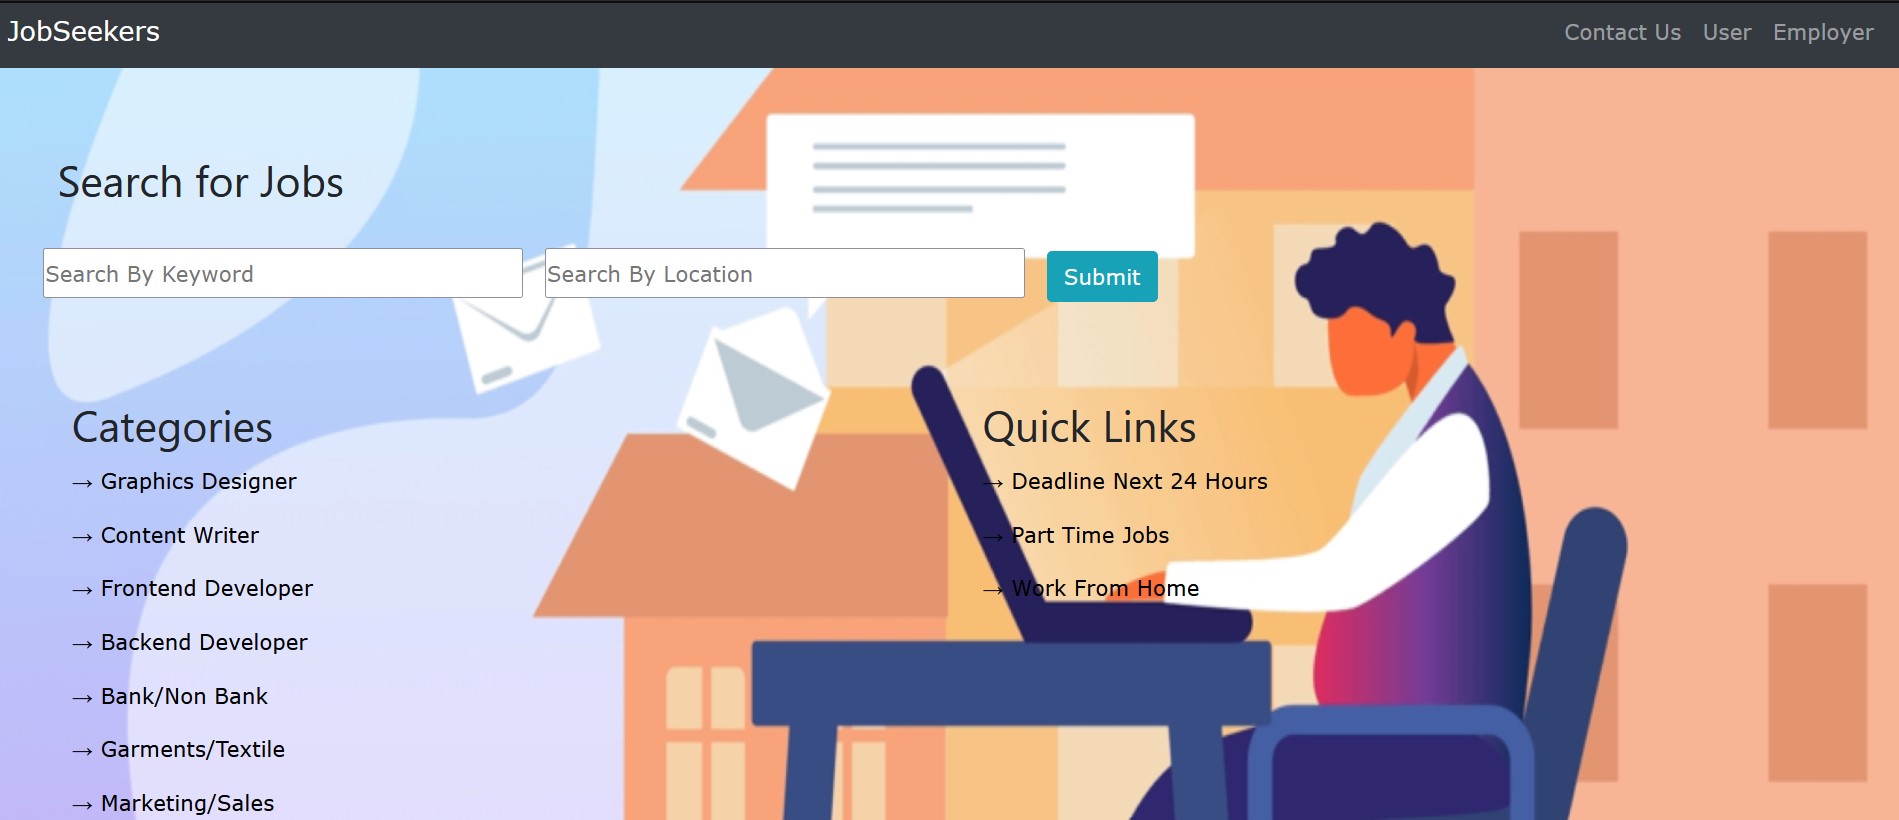 JobSeekers
Contact Us User Employer
Search for Jobs
Search By Keyword
Search By Location
Submit
Categories
→ Graphics Designer
→ Content Writer
→ Frontend Developer
→ Backend Developer
→ Bank/Non Bank
→ Garments/Textile
→ Marketing/Sales
Quick Links
→ Deadline Next 24 Hours
→ Part Time Jobs
→ Work From Home